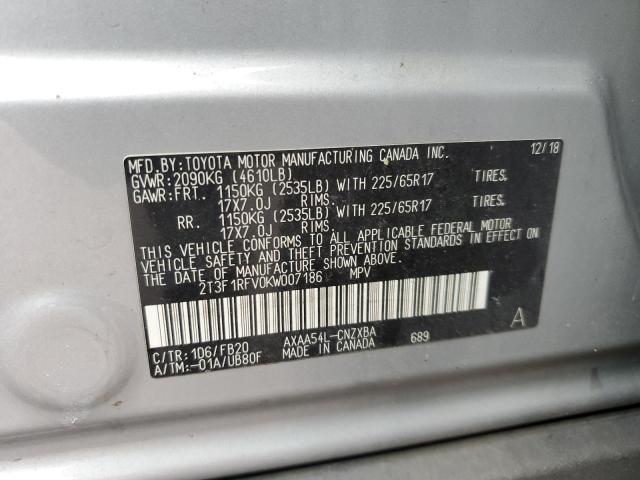 MFD.BY:TOYOTA MOTOR MANUFACTURING CANADA INC. 12/18
GVWR:2090KG (4610LB)
GAWR:FRT. 1150KG (2535LB) WITH 225/65R17 TIRES.
17X7.0J RIMS.
RR. 1150KG (2535LB) WITH 225/65R17 TIRES.
17X7.0J RIMS.
THIS VEHICLE CONFORMS TO ALL APPLICABLE FEDERAL MOTOR
VEHICLE SAFETY AND THEFT PREVENTION STANDARDS IN EFFECT ON
THE DATE OF MANUFACTURE SHOWN ABOVE.
2T3F1RFV0KW007186 MPV
C/TR:1D6/FB20 AXAA54L-CNZXBA A
A/TM:-01A/UB80F MADE IN CANADA 689